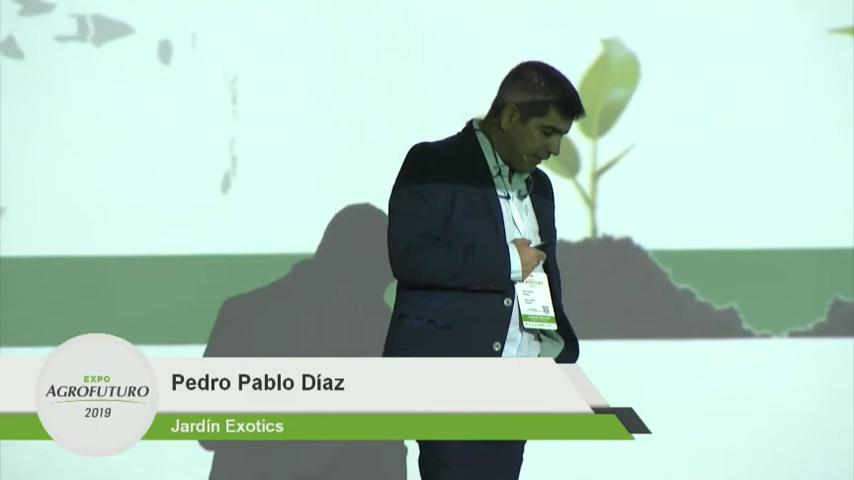 EXPO
AGROFUTURO
2019
Pedro Pablo Díaz
Jardín Exotics